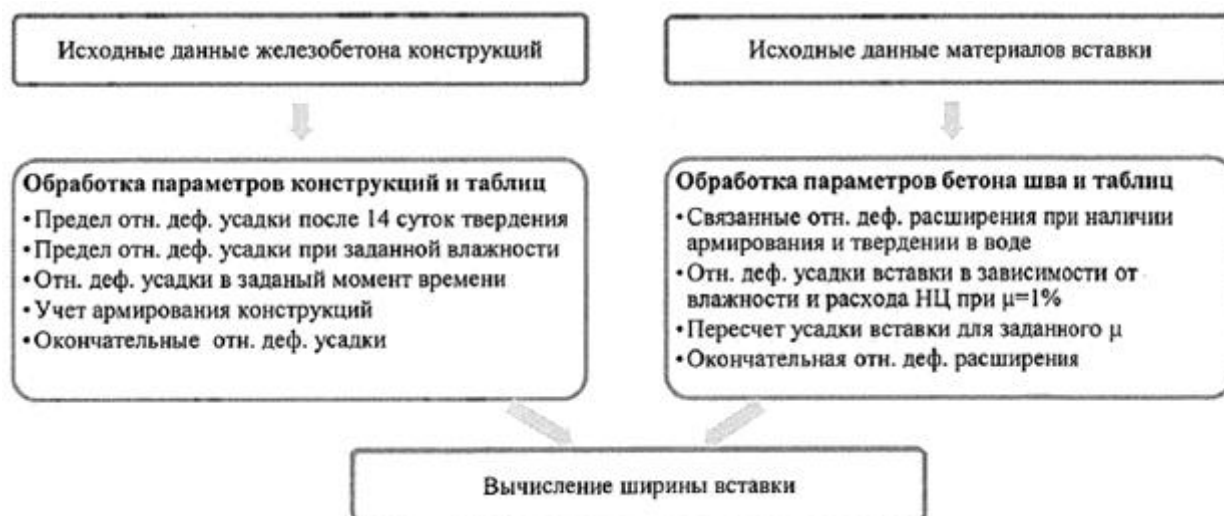 Исходные данные железобетона конструкций
Исходные данные материалов вставки
Обработка параметров конструкций и таблиц
•Предел отн. деф. усадки после 14 суток твердения
•Предел отн. деф. усадки при заданной влажности
•Отн. деф. усадки в заданый момент времени
•Учет армирования конструкций
•Окончательные отн. деф. усадки
Обработка параметров бетона шва и таблиц
•Связанные отн. деф. расширения при наличии
армирования и твердении в воде
•Отн. деф. усадки вставки в зависимости от
влажности и расхода НЦ при μ=1%
•Пересчет усадки вставки для заданного μ
•Окончательная отн. деф. расширения
Вычисление ширины вставки